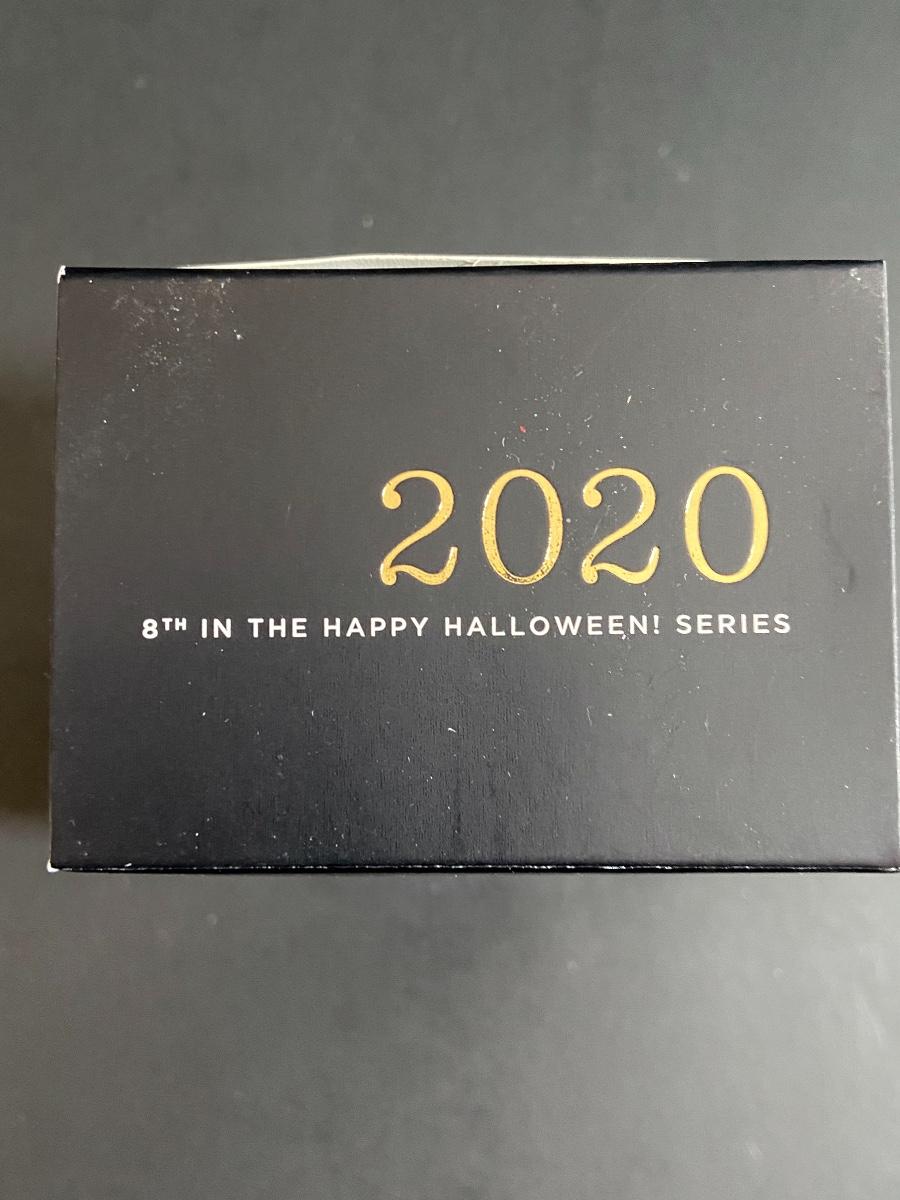 2020
8TH IN THE HAPPY HALLOWEEN! SERIES